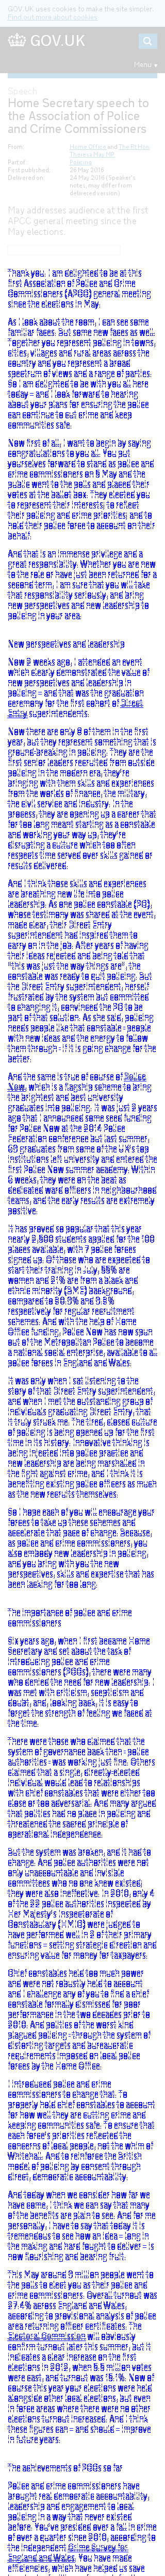 GOV.UK uses cookies to make the site simpler.
Find out more about cookies
GOV.UK
Menu
Speech
Home Secretary speech to
the Association of Police
and Crime Commissioners
From:
Home Office and The Rt Hon
Theresa May MP
Part of:
Policing
First published:
24 May 2016
Delivered on:
24 May 2016 (Speaker's
notes, may differ from
delivered version)
May addresses audience at the first
APCC general meeting since the
May elections
Thank you. I am delighted to be at this
first Association of Police and Crime
Commissioners (APCC) general meeting
since the elections in May.
As I look about the room, I can see some
familiar faces. But some new faces as well.
Together you represent policing in towns,
cities, villages and rural areas across the
country and you represent a broad
spectrum of views and a range of parties.
So I am delighted to be with you all here
today – and I look forward to hearing
about your plans for ensuring the police
can continue to cut crime and keep
communities safe.
Now first of all, I want to begin by saying
congratulations to you all. You put
yourselves forward to stand as police and
crime commissioners on 5 May and the
public went to the polls and placed their
votes at the ballot box. They elected you
to represent their interests, to reflect
their policing and crime priorities and to
hold their police force to account on their
behalf.
And that is an immense privilege and a
great responsibility. Whether you are new
to the role or have just been returned for a
second term, I am sure that you will take
that responsibility seriously, and bring
new perspectives and new leadership to
policing in your area.
New perspectives and leadership
Now 2 weeks ago, I attended an event
which clearly demonstrated the value of
new perspectives and leadership in
policing – and that was the graduation
ceremony for the first cohort of Direct
Entry superintendents.
Now there are only 8 of them in the first
year, but they represent something that is
ground-breaking in policing. They are the
first senior leaders recruited from outside
policing in the modern era, they're
bringing with them skills and experiences
from the worlds of finance, the military,
the civil service and industry. In the
process, they are opening up a career that
for too long meant starting as a constable
and working your way up, they're
disrupting a culture which too often
respects time served over skills gained or
results delivered.
And I think those skills and experiences
are breathing new life into police
leadership. As one police constable (PC),
whose testimony was shared at the event,
made clear, their Direct Entry
superintendent had inspired them to
carry on in the job. After years of having
their ideas rejected and being told that
"this was just the way things are", the
constable was ready to quit policing. But
the Direct Entry superintendent, herself
frustrated by the system but committed
to changing it, convinced the PC to be
part of that solution. As she said, policing
needs people like that constable - people
with new ideas and the energy to follow
them through - if it is going change for the
better.
And the same is true of course of Police
Now, which is a flagship scheme to bring
the brightest and best university
graduates into policing. It was just 2 years
ago that I announced some seed funding
for Police Now at the 2014 Police
Federation conference but last summer,
69 graduates from some of the UK's top
institutions left university and entered the
first Police Now summer academy. Within
6 weeks, they were on the beat as
dedicated ward officers in neighbourhood
teams, and the early results are extremely
positive.
It has proved so popular that this year
nearly 2,500 students applied for the 100
places available, with 7 police forces
signed up. Of those who are expected to
start their training in July, 55% are
women and 21% are from a black and
ethnic minority (BME) background,
recruitment
schemes. And with the help of Home
Office funding, Police Now has now spun
out of the Metropolitan Police to become
a national social enterprise, available to all
police forces in England and Wales.
It was only when I sat listening to the
story of that Direct Entry superintendent,
and when I met the outstanding group of
individuals graduating Direct Entry, that
it truly struck me. The tired, closed culture
of policing is being opened up for the first
time in its history. Innovative thinking is
being injected into police practice and
new leadership are being marshalled in
the fight against crime, and I think it is
benefiting existing police officers as much
as the new recruits themselves.
So I hope each of you will encourage your
forces to take up these schemes and
accelerate that pace of change. Because,
as police and crime commissioners, you
also embody new leadership in policing,
and you bring with you the new
perspectives, skills and expertise that has
been lacking for too long.
The importance of police and crime
commissioners
Six years ago, when I first became Home
Secretary and set about the task of
introducing police and crime
commissioners (PCCs), there were many
who denied the need for new leadership. I
was met with criticism, scepticism and
doubt, and, looking back, it is easy to
forget the strength of feeling we faced at
the time.
There were those who claimed that the
system of governance back then - police
authorities - was working just fine. Others
claimed that a single, directly-elected
individual would lead to relationships
with chief constables that were either too
close or too adversarial. And many argued
that politics had no place in policing and
threatened the sacred principle of
operational independence.
But the system was broken, and it had to
change. And police authorities were not
only unaccountable and invisible
committees who no one knew existed,
they were also ineffective. In 2010, only 4
of the 22 police authorities inspected by
Her Majesty's Inspectorate of
Constabulary (HMIC) were judged to
have performed well in 2 of their primary
functions – setting strategic direction and
ensuring value for money for taxpayers.
Chief constables held too much power
and were not robustly held to account
and I challenge any of you to find a chief
constable formally dismissed for poor
performance in the two decades prior to
2010. And politics of the worst kind
plagued policing - through the system of
distorting targets and bureaucratic
requirements imposed on local police
forces by the Home Office.
I introduced police and crime
commissioners to change that. To
properly hold chief constables to account
for how well they are cutting crime and
keeping communities safe. To ensure that
each force's priorities reflected the
concerns of local people, not the whim of
Whitehall. And to reinforce the British
model of policing by consent through
direct, democratic accountability.
And today when we consider how far we
have come, I think we can say that many
of the benefits are plain to see. And for me
personally, I have to say that today it is
tremendous to see how an idea – long in
the making and hard fought to deliver – is
now flourishing and bearing fruit.
This May around 9 million people went to
the polls to elect you as their police and
crime commissioners. Overall turnout was
27.4% across England and Wales,
according to provisional analysis of police
area returning officer certificates. The
Electoral Commission will obviously
confirm turnout later this summer, but it
indicates a clear increase on the first
elections in 2012, when 5.5 million votes
were cast, and turnout was 15.1%. Now of
course this year your elections were held
alongside other local elections, but even
in force areas where there were no other
elections turnout increased. And I think
these figures can – and should – improve
in future years.
The achievements of PCCs so far
Police and crime commissioners have
brought real democratic accountability,
leadership and engagement to local
policing in a way that never existed
before. You've presided over a fall in crime
of over a quarter since 2010, according to
the independent Crime Survey for
England and Wales. You have made
efficiencies, which have helped us save